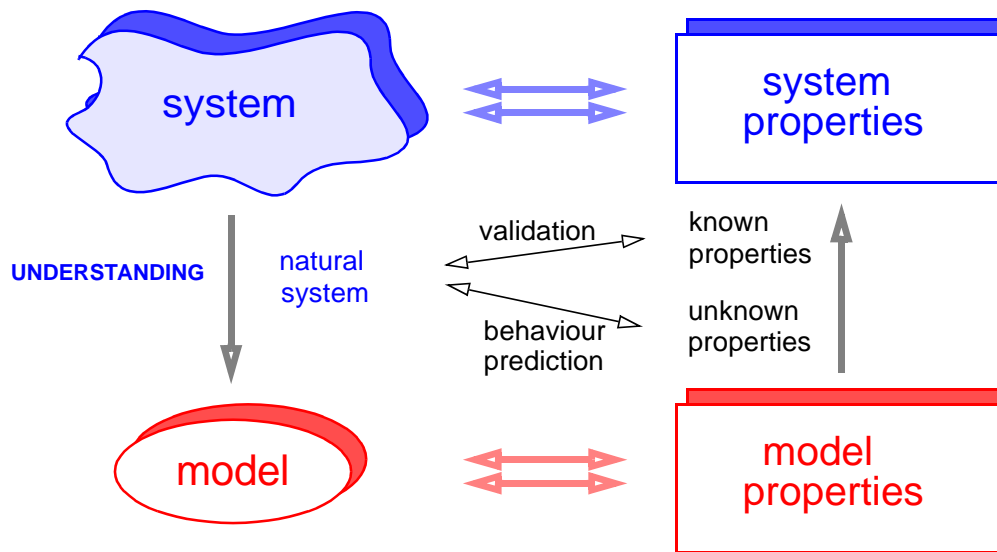 system
system
properties
validation
known
properties
UNDERSTANDING
natural
system
unknown
properties
behaviour
prediction
model
model
properties